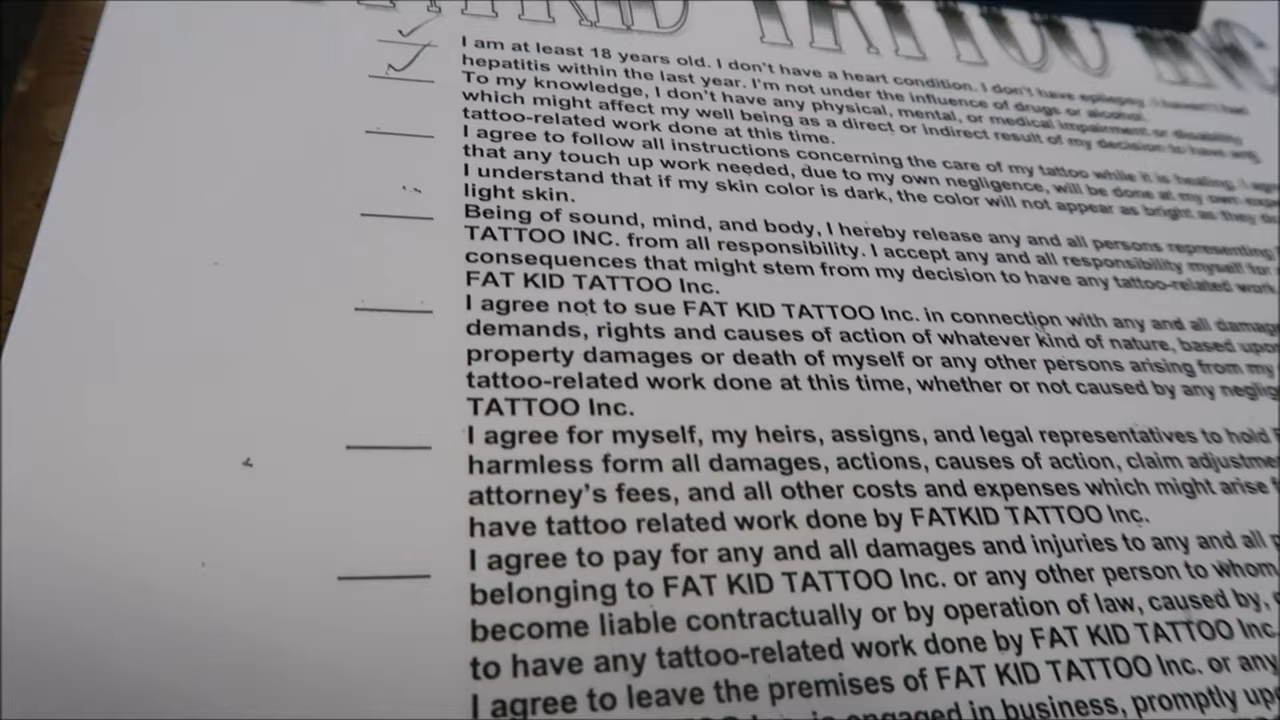 FATKID TATTOO INC
I am at least 18 years old. I don't have a heart condition. I don't have epilepsy. I haven't had
hepatitis within the last year. I'm not under the influence of drugs or alcohol.
To my knowledge, I don't have any physical, mental, or medical impairment or disability
which might affect my well being as a direct or indirect result of my decision to have any
tattoo-related work done at this time.
I agree to follow all instructions concerning the care of my tattoo while it is healing. I
that any touch up work needed, due to my own negligence, will be done at my own
I understand that if my skin color is dark, the color will not appear as bright as they
light skin.
Being of sound, mind, and body, I hereby release any and all persons representing
TATTOO INC. from all responsibility. I accept any and all responsibility myself for
consequences that might stem from my decision to have any tattoo-related work
FAT KID TATTOO Inc.
I agree not to sue FAT KID TATTOO Inc. in connection with any and all
demands, rights and causes of action of whatever kind of nature, based
property damages or death of myself or any other persons arising from my
tattoo-related work done at this time, whether or not caused by any
TATTOO Inc.
I agree for myself, my heirs, assigns, and legal representatives to hold
harmless form all damages, actions, causes of action, claim
attorney's fees, and all other costs and expenses which might arise
have tattoo related work done by FATKID TATTOO Inc.
I agree to pay for any and all damages and injuries to any and all
belonging to FAT KID TATTOO Inc. or any other person to whom
become liable contractually or by operation of law, caused by,
to have any tattoo-related work done by FAT KID TATTOO Inc.
I agree to leave the premises of FAT KID TATTOO Inc. or any
engaged in business, promptly